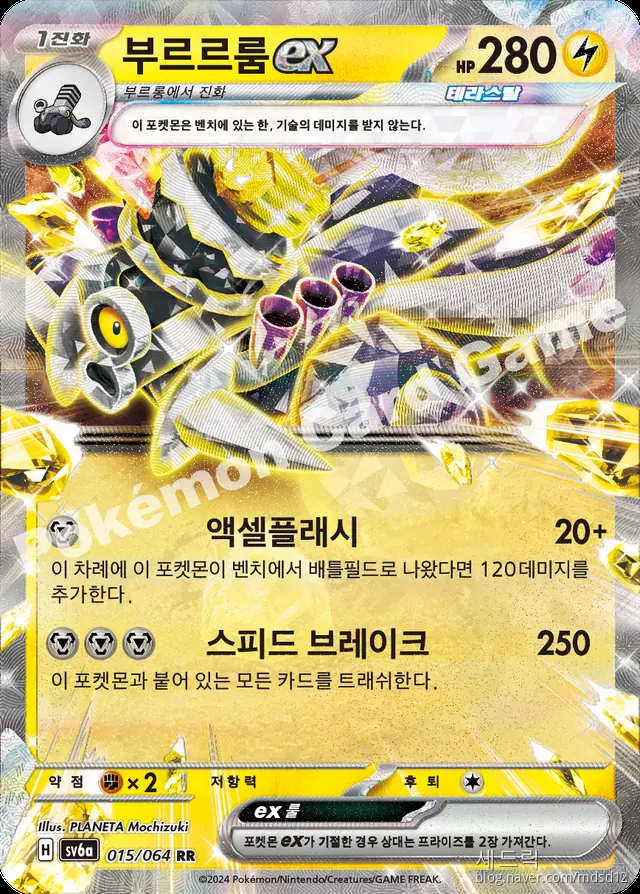 1진화
부르르룸 ex
HP 280
부르롱에서 진화
테라스탈
이 포켓몬은 벤치에 있는 한, 기술의 데미지를 받지 않는다.
Pokémon Card Game
액셀플래시 20+
이 차례에 이 포켓몬이 벤치에서 배틀필드로 나왔다면 120데미지를
추가한다.
스피드 브레이크 250
이 포켓몬과 붙어 있는 모든 카드를 트래쉬한다.
약점 ×2 저항력 후퇴
Illus. PLANETA Mochizuki
ex룰
포켓몬 ex가 기절한 경우 상대는 프라이즈를 2장 가져간다.
H sv6a 015/064 RR
세드릭
blog.naver.com/mdsd12
©2024 Pokémon/Nintendo/Creatures/GAME FREAK.